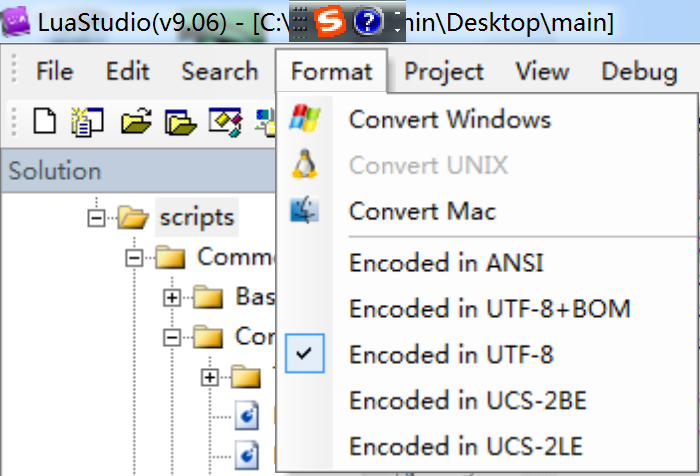 LuaStudio(v9.06) - [C:\ min\Desktop\main]
File Edit Search Format Project View Debug
Convert Windows
Solution
Convert UNIX
scripts
Convert Mac
Comm
Encoded in ANSI
Bas
Encoded in UTF-8+BOM
Cor
Encoded in UTF-8
Encoded in UCS-2BE
Encoded in UCS-2LE